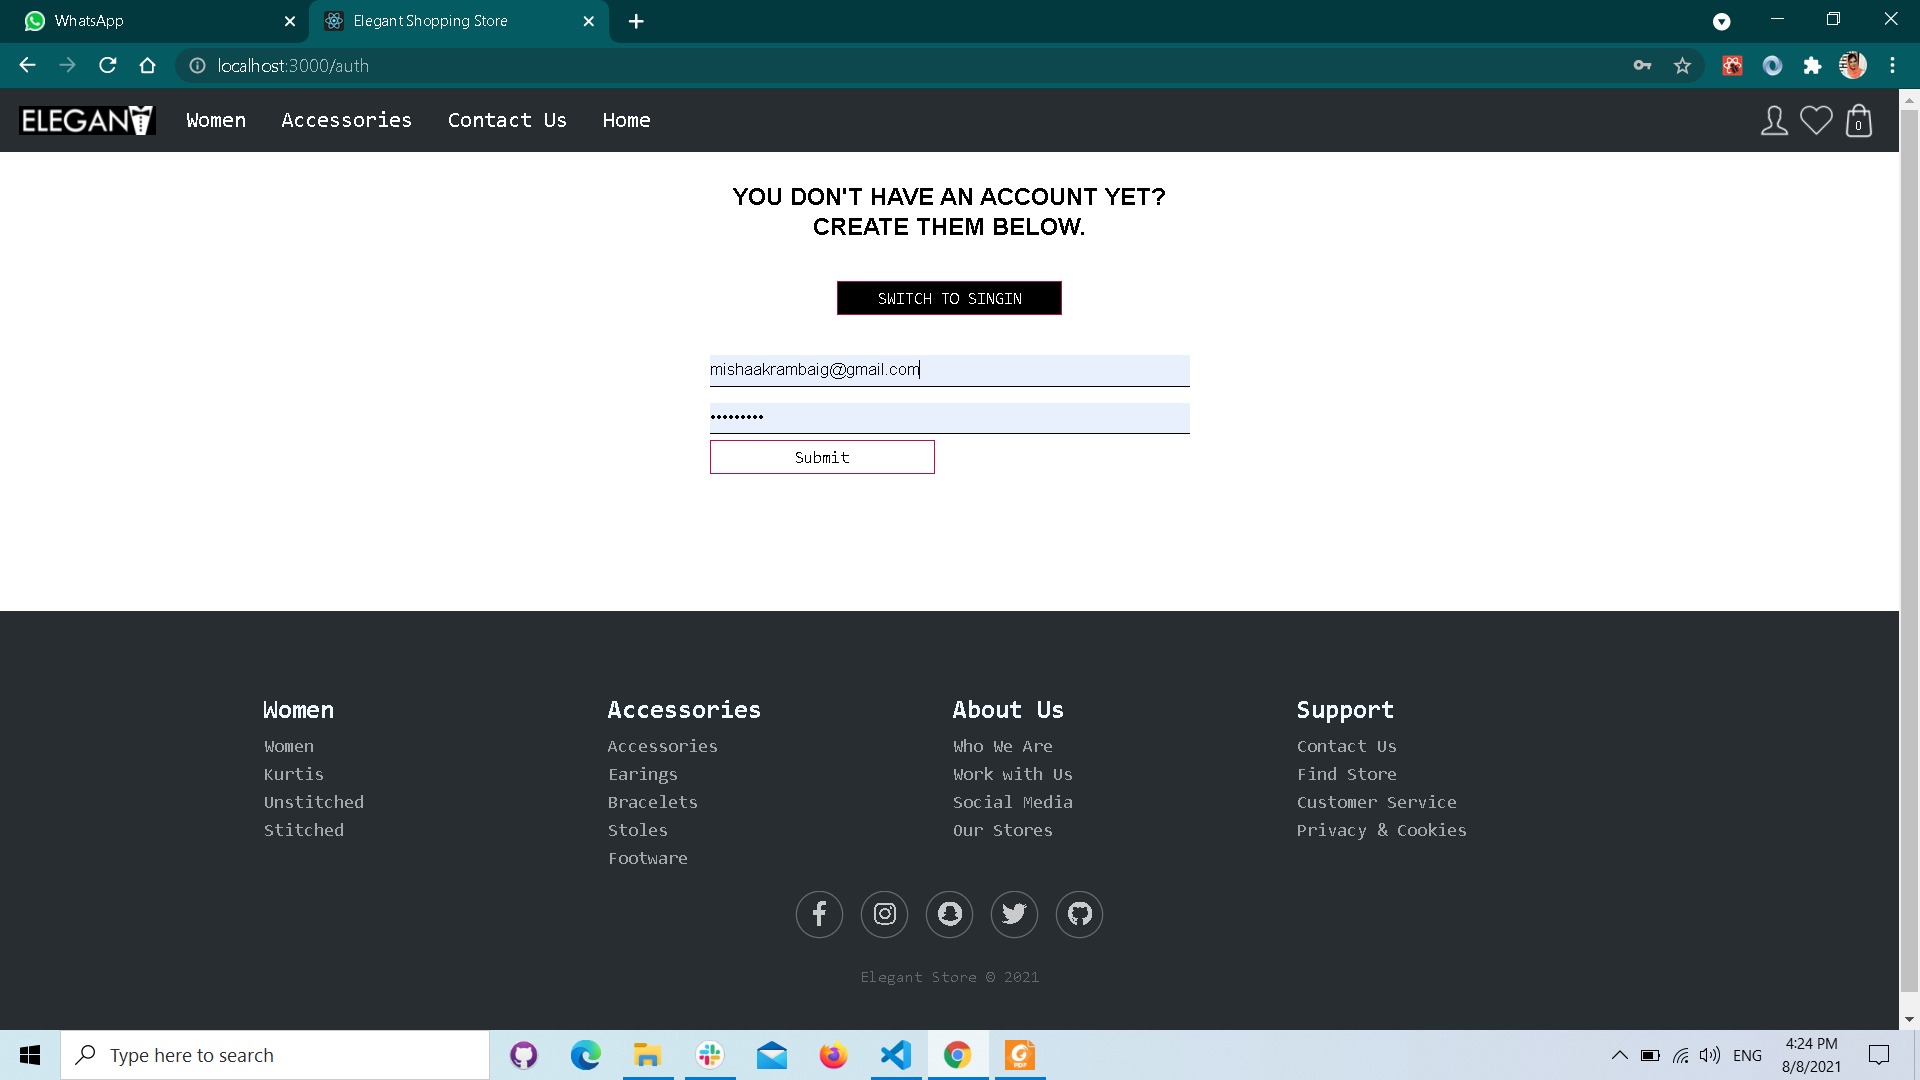 WhatsApp
Elegant Shopping Store
localhost:3000/auth
ELEGANT
Women
Accessories
Contact Us
Home
0
YOU DON'T HAVE AN ACCOUNT YET?
CREATE THEM BELOW.
SWITCH TO SINGIN
mishaakrambaig@gmail.com
•••••••••
Submit
Women
Women
Kurtis
Unstitched
Stitched
Accessories
Accessories
Earings
Bracelets
Stoles
Footware
About Us
Who We Are
Work with Us
Social Media
Our Stores
Support
Contact Us
Find Store
Customer Service
Privacy & Cookies
Elegant Store © 2021
Type here to search
PDF
ENG
4:24 PM
8/8/2021